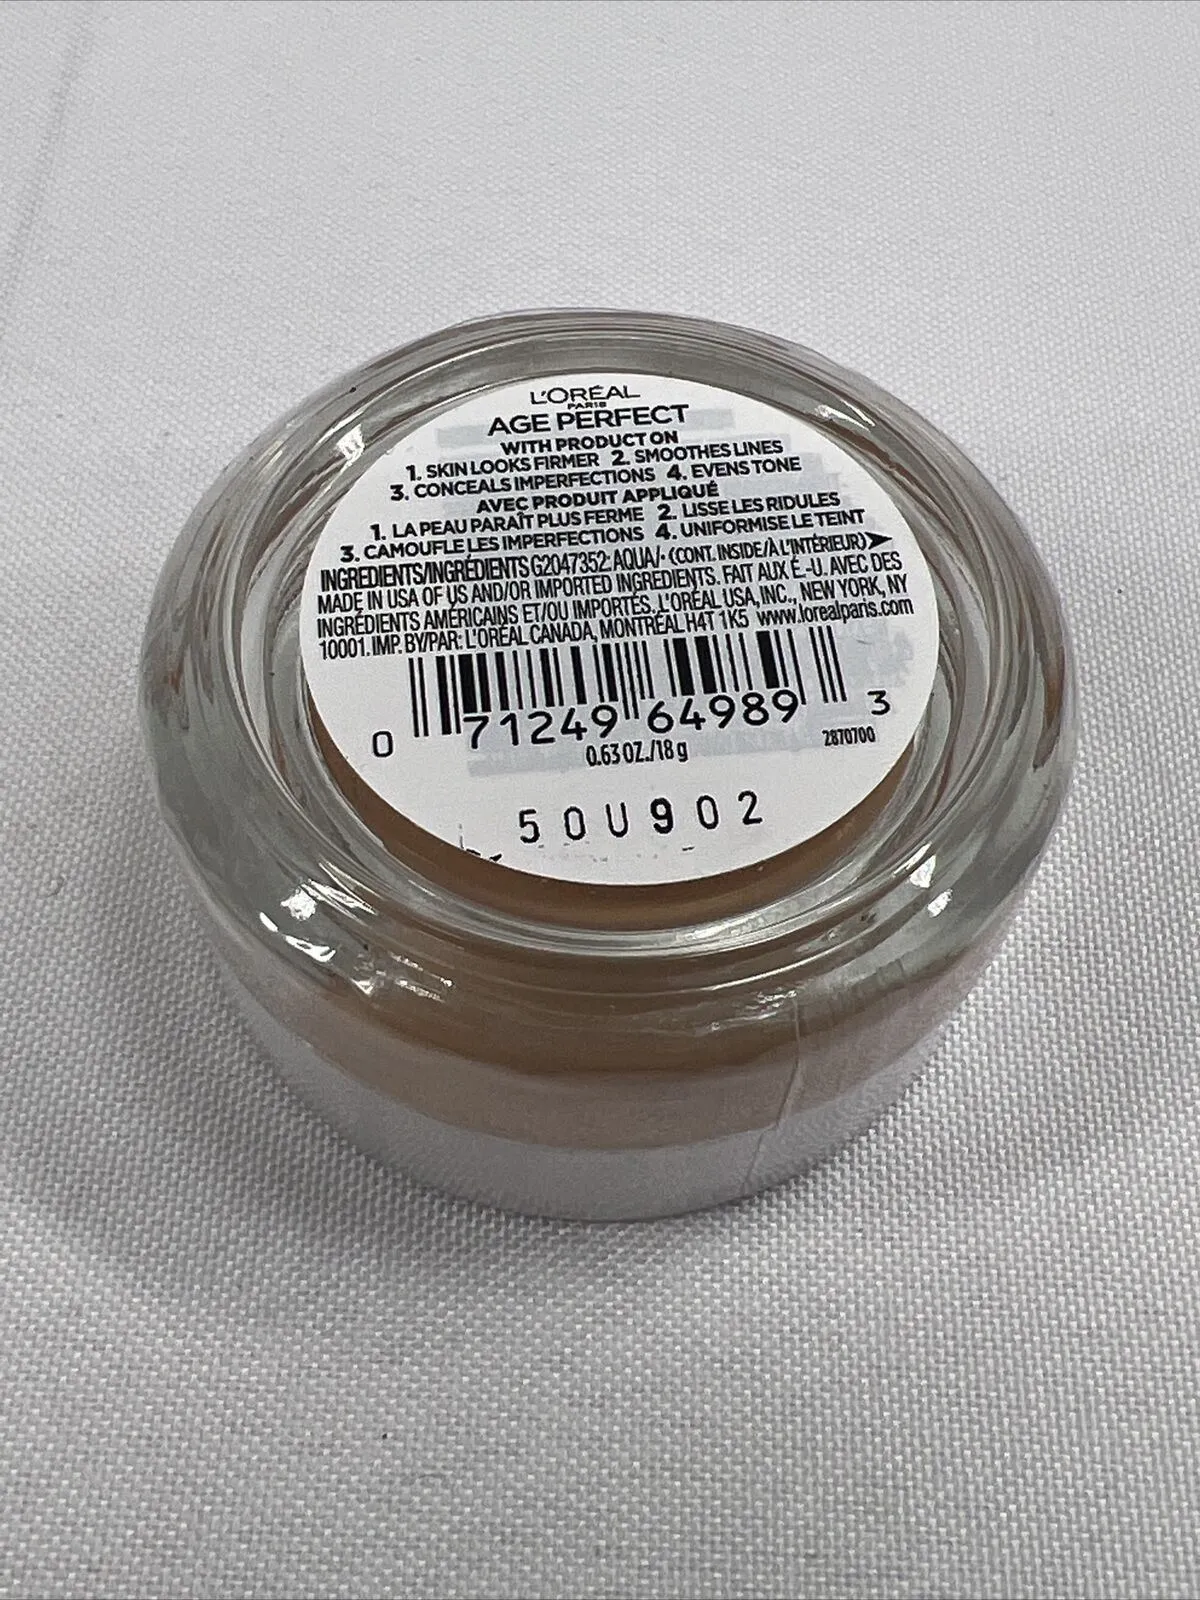 L'ORÉAL
PARIS
AGE PERFECT
WITH PRODUCT ON
1. SKIN LOOKS FIRMER 2. SMOOTHES LINES
3. CONCEALS IMPERFECTIONS 4. EVENS TONE
AVEC PRODUIT APPLIQUÉ
1. LA PEAU PARAÎT PLUS FERME 2. LISSE LES RIDULES
3. CAMOUFLE LES IMPERFECTIONS 4. UNIFORMISE LE TEINT
INGREDIENTS/INGRÉDIENTS G2047352: AQUA/• (CONT. INSIDE/À L'INTÉRIEUR)➤
MADE IN USA OF US AND/OR IMPORTED INGREDIENTS. FAIT AUX É.-U. AVEC DES
INGRÉDIENTS AMÉRICAINS ET/OU IMPORTÉS. L'ORÉAL USA, INC., NEW YORK, NY
10001. IMP. BY/PAR: L'ORÉAL CANADA, MONTRÉAL H4T 1K5 www.lorealparis.com
0 71249 64989 3
0.63 OZ./18 g 2870700
50U902